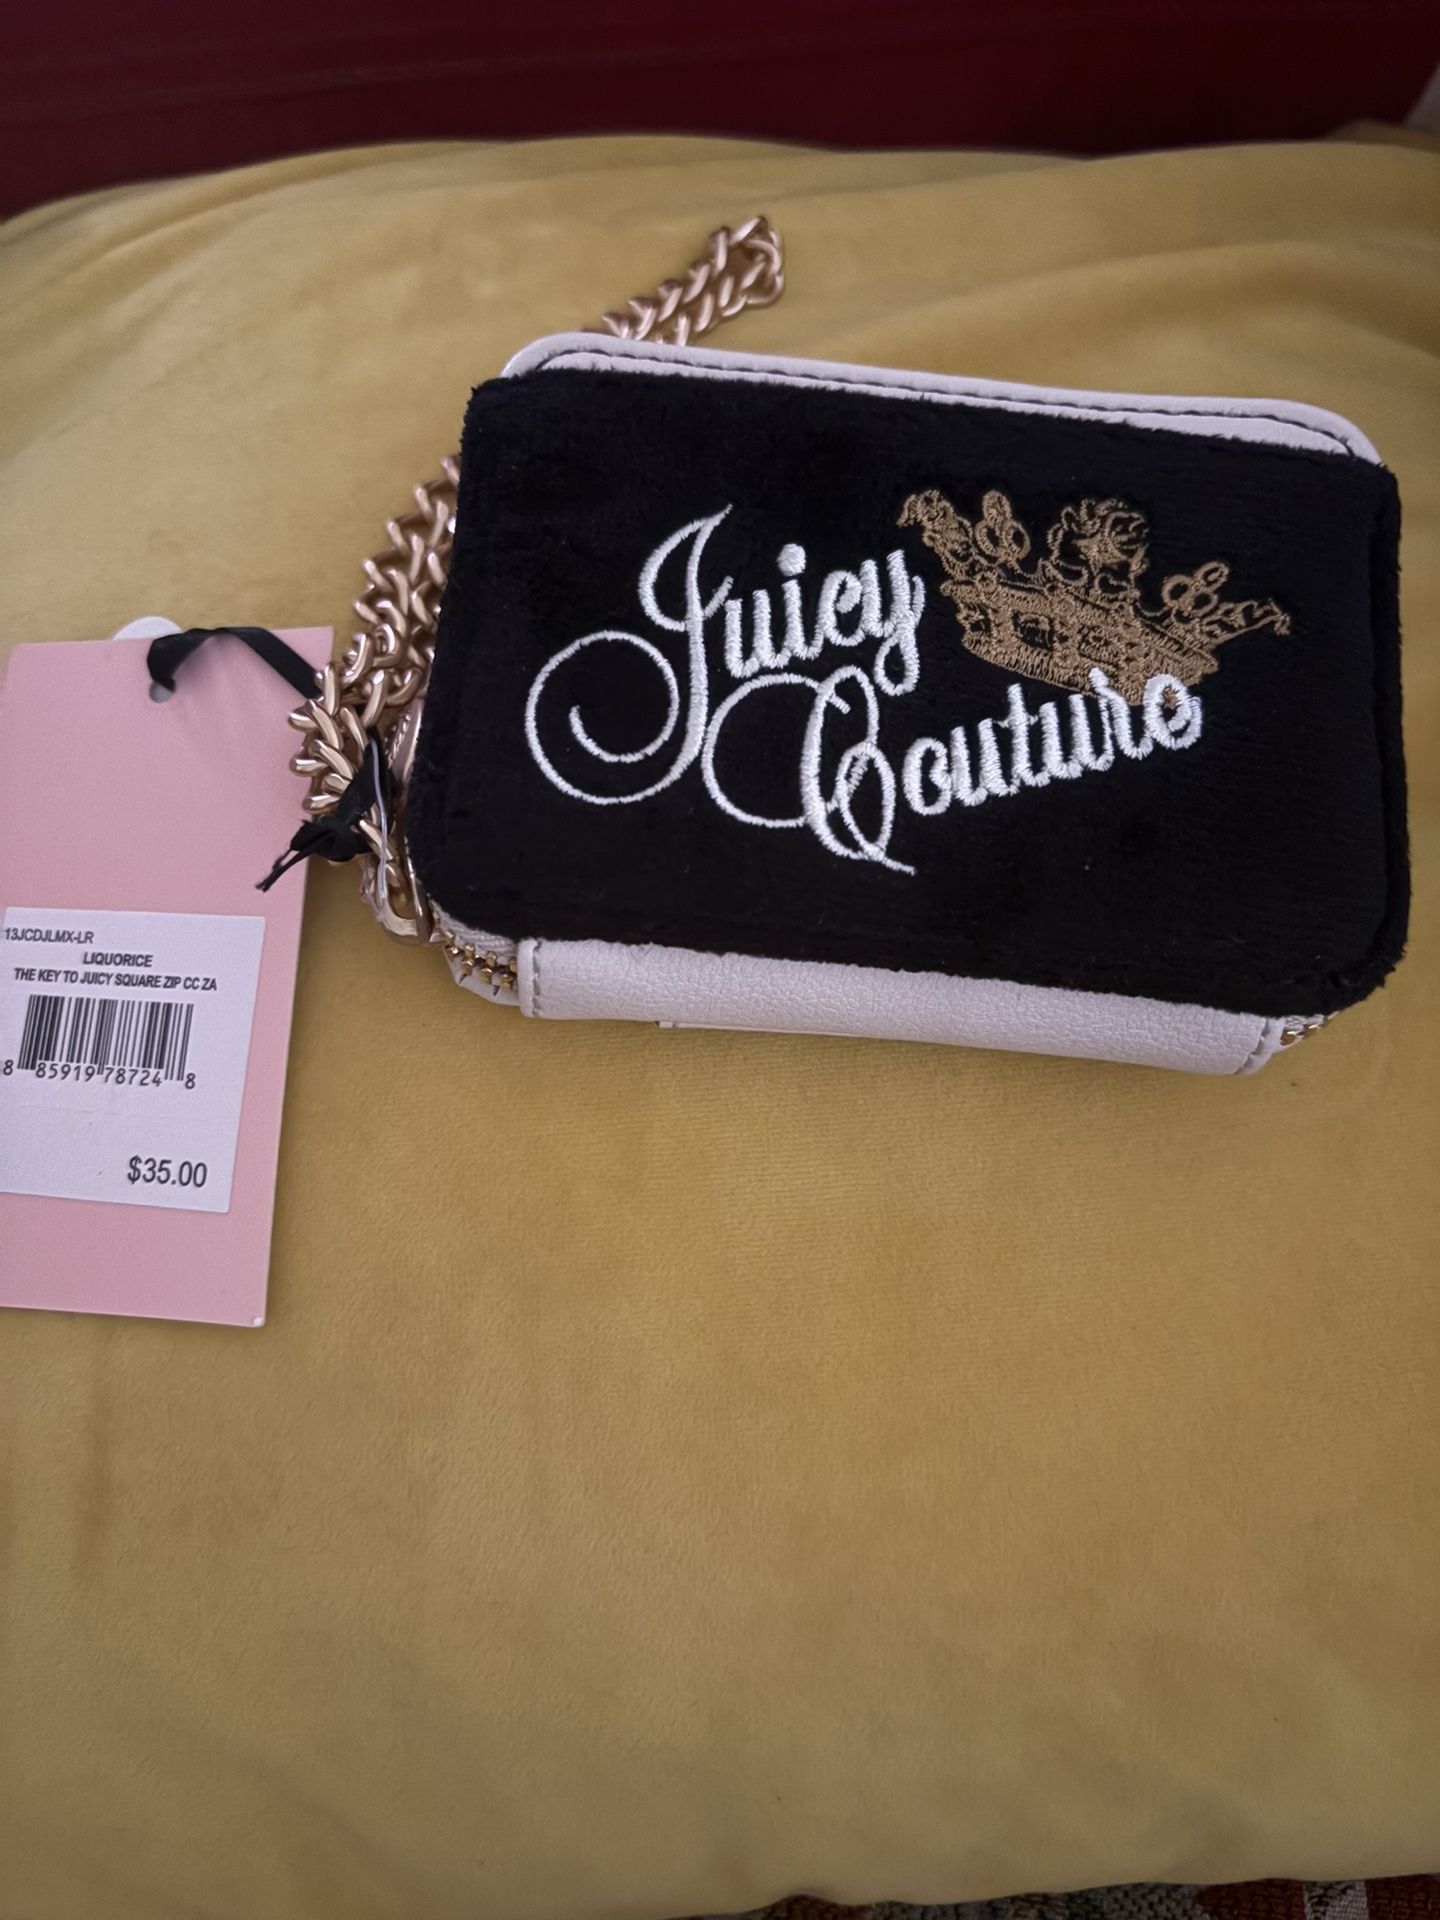 Juicy
Couture
13JCDJLMX-LR
LIQUORICE
THE KEY TO JUICY SQUARE ZIP CC ZA
8 85919 78724 8
$35.00